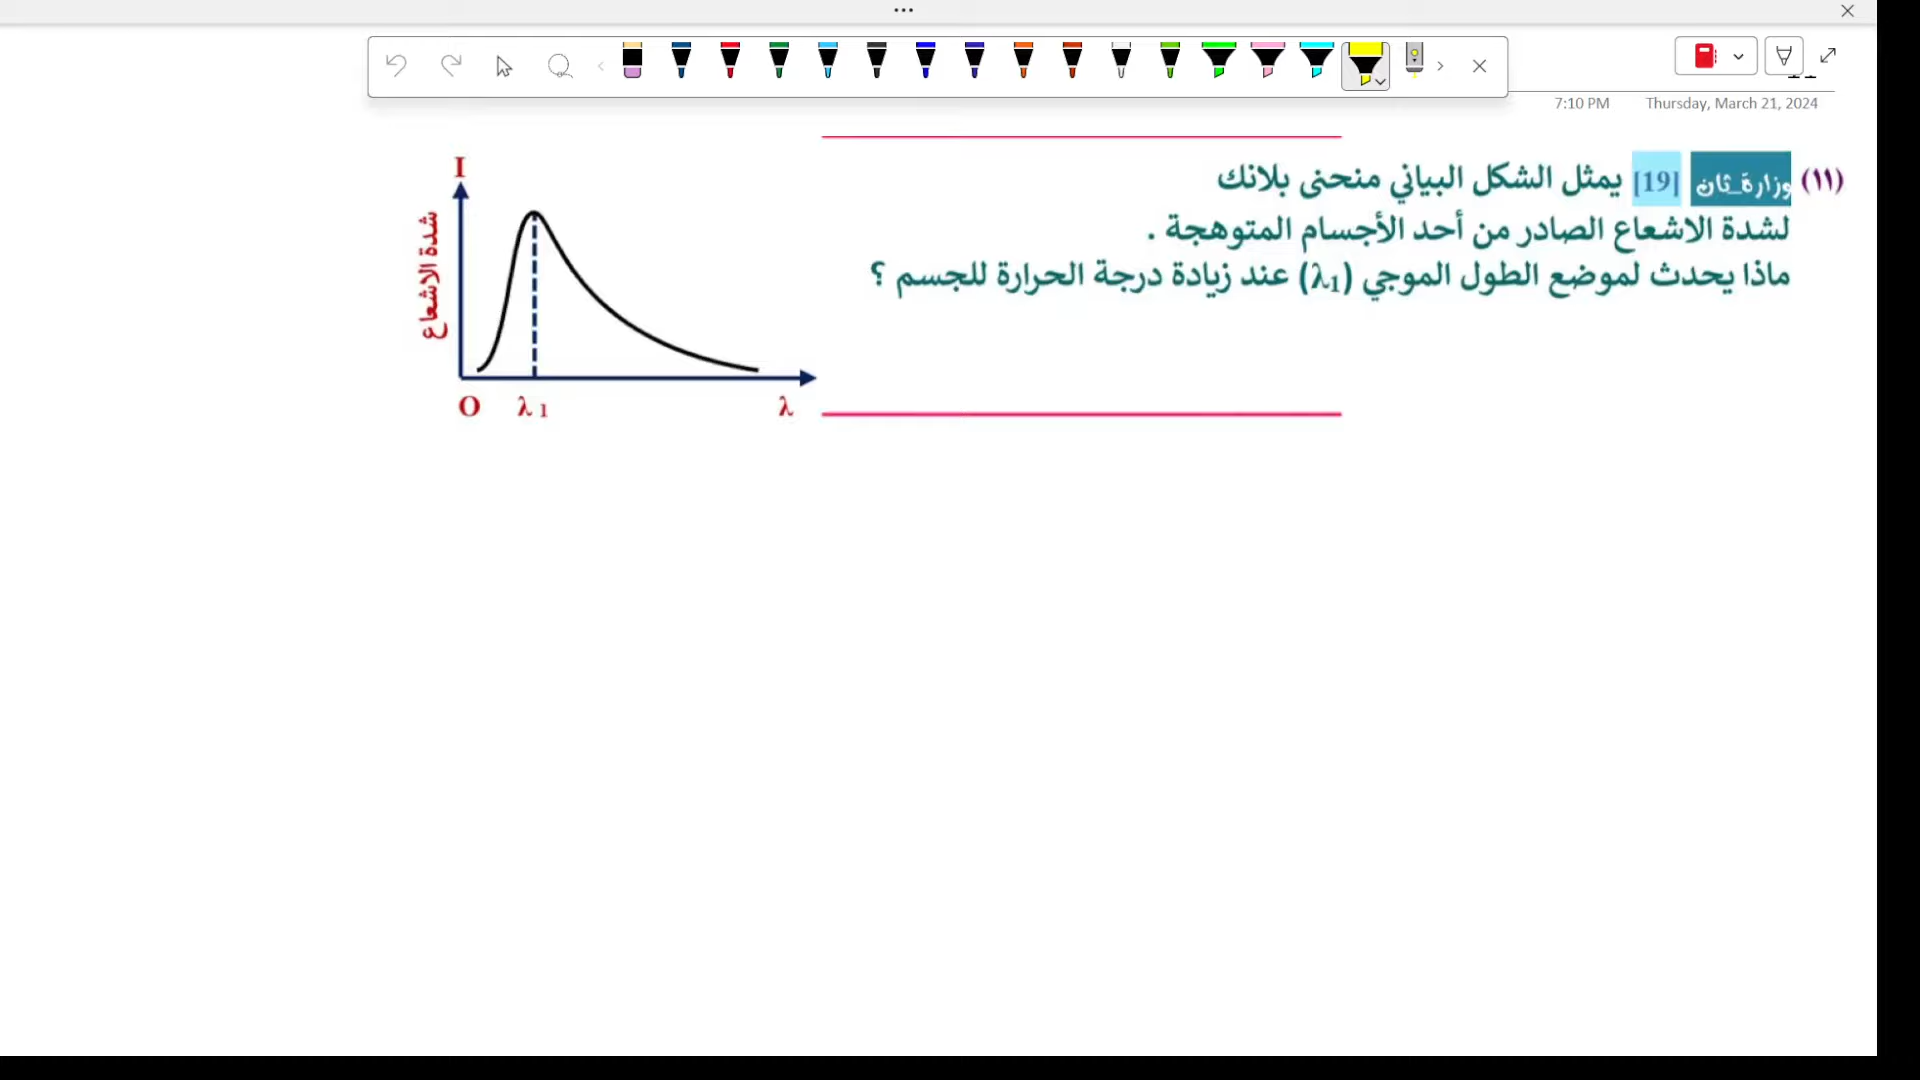 7:10 PM
Thursday, March 21, 2024
(١١) وزارة_ثان [19] يمثل الشكل البياني منحنى بلانك
لشدة الاشعاع الصادر من أحد الأجسام المتوهجة .
ماذا يحدث لموضع الطول الموجي (λ1) عند زيادة درجة الحرارة للجسم ؟
I
شدة الاشعاع
O λ 1 λ